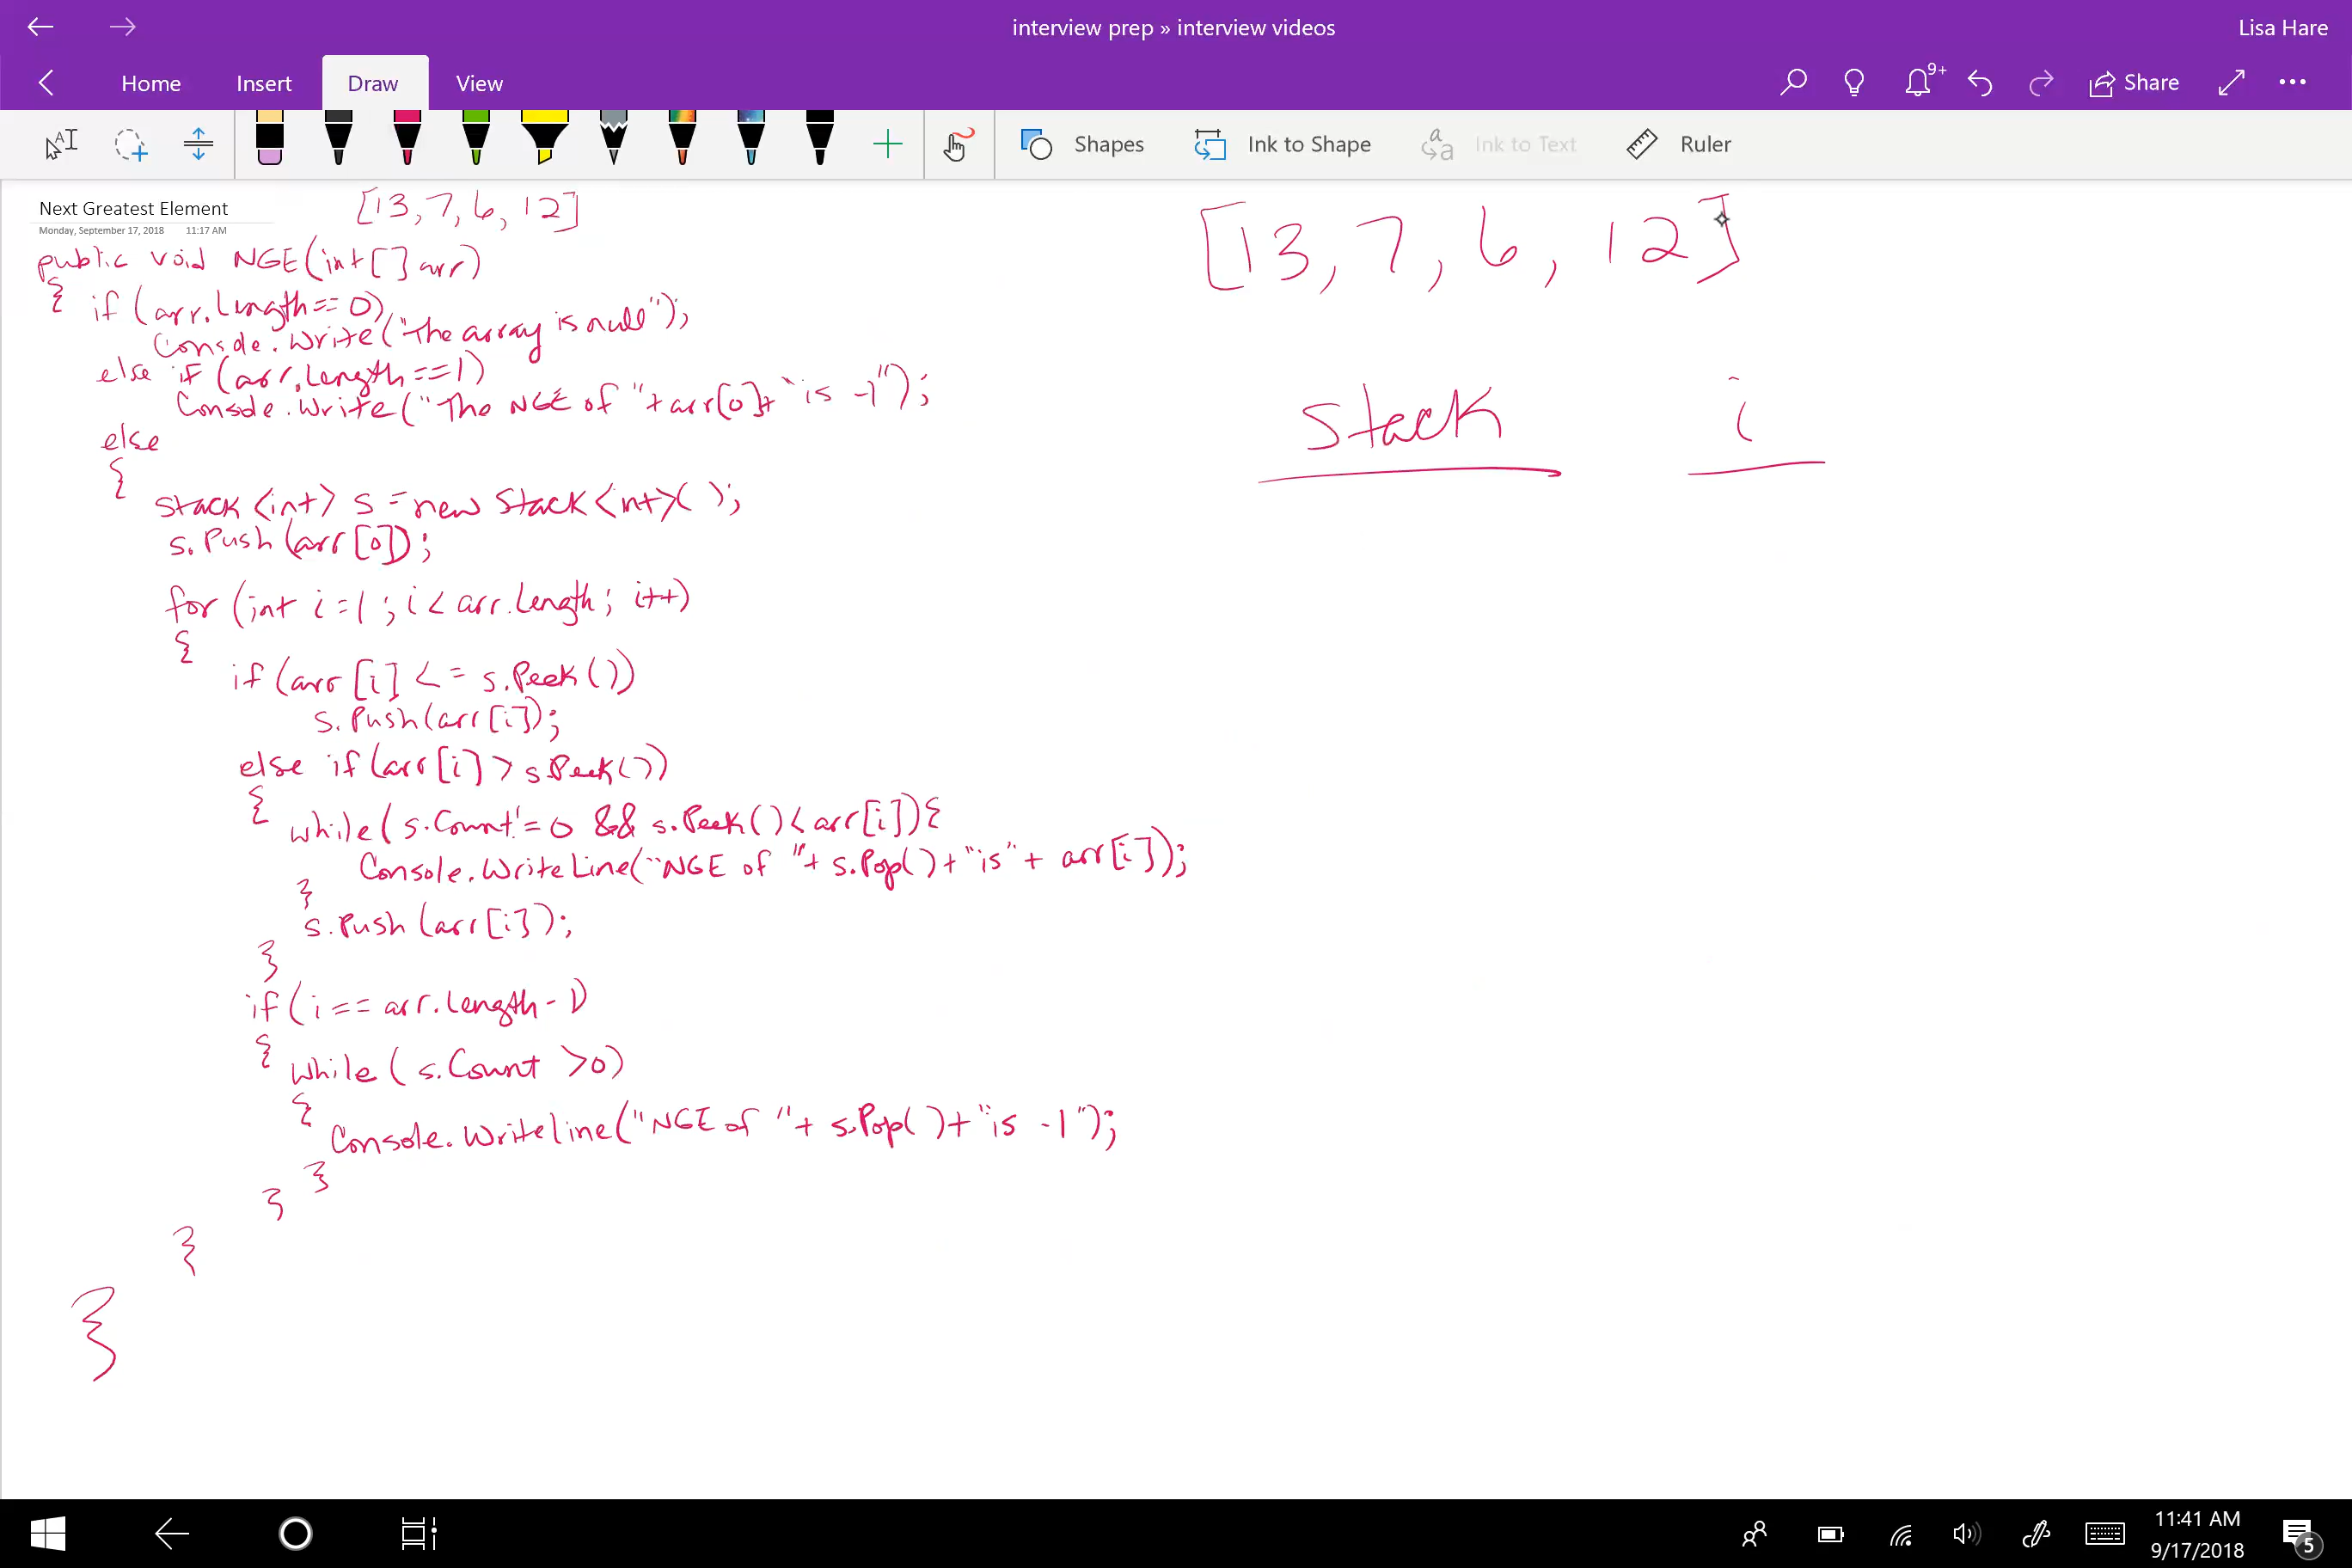 interview prep » interview videos
Lisa Hare
Home Insert Draw View
9+
Share
Shapes Ink to Shape Ink to Text Ruler
Next Greatest Element
Monday, September 17, 2018 11:17 AM
[13, 7, 6, 12]
public void NGE(int[] arr)
{ if (arr.length==0)
Console.Write("The array is null");
else if (arr.length==1)
Console.Write("The NGE of "+arr[0]+ "is -1");
else
{
Stack<int> s=new Stack<int>();
s.Push(arr[0]);
for (int i=1; i< arr.length; i++)
{
if (arr[i] <= s.Peek())
s.Push(arr[i]);
else if (arr[i] > s.Peek())
{
while( s.Count!=0 && s.Peek()<arr[i]){
Console.WriteLine("NGE of "+ s.Pop()+"is"+ arr[i]);
}
s.Push(arr[i]);
}
if(i== arr.length-1)
{
while( s.Count >0)
{
Console.Writeline("NGE of "+ s.Pop()+"is -1");
}
}
}
}
[13, 7, 6, 12]
Stack i
11:41 AM
9/17/2018
5